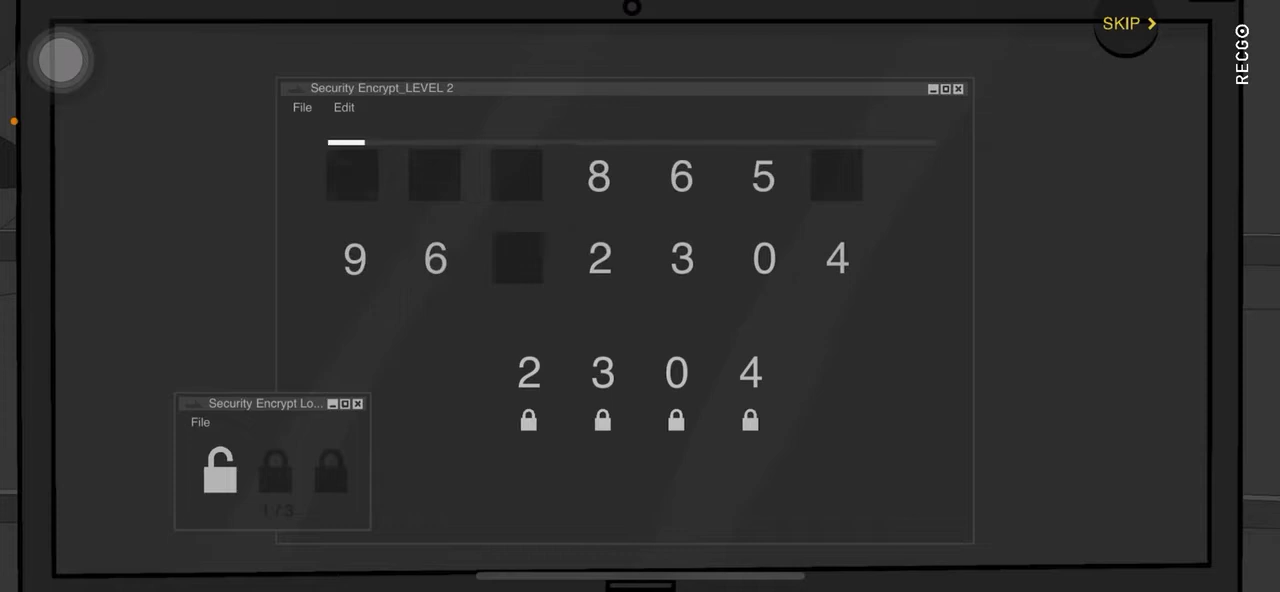 SKIP >
RECGO
Security Encrypt_LEVEL 2
File Edit
8 6 5
9 6 2 3 0 4
2 3 0 4
Security Encrypt Lo...
File
1/3